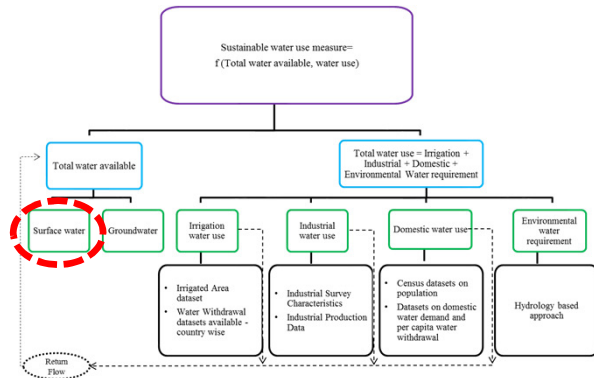 Sustainable water use measure=
f (Total water available, water use)
Total water available
Total water use = Irrigation +
Industrial + Domestic +
Environmental Water requirement
Surface water
Groundwater
Irrigation
water use
Industrial
water use
Domestic water use
Environmental
water
requirement
• Irrigated Area
dataset
• Water Withdrawal
datasets available -
country wise
• Industrial Survey
Characteristics
• Industrial Production
Data
• Census datasets on
population
• Datasets on domestic
water demand and
per capita water
withdrawal
Hydrology based
approach
Return
Flow